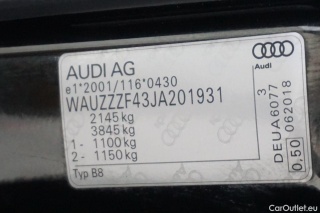 AUDI AG
e1*2001/116*0430
WAUZZZF43JA201931
2145 kg
3845 kg
1 - 1100 kg
2 - 1150 kg
Typ B8
Audi
DEUA6077 3
062018
0.50
CarOutlet.eu